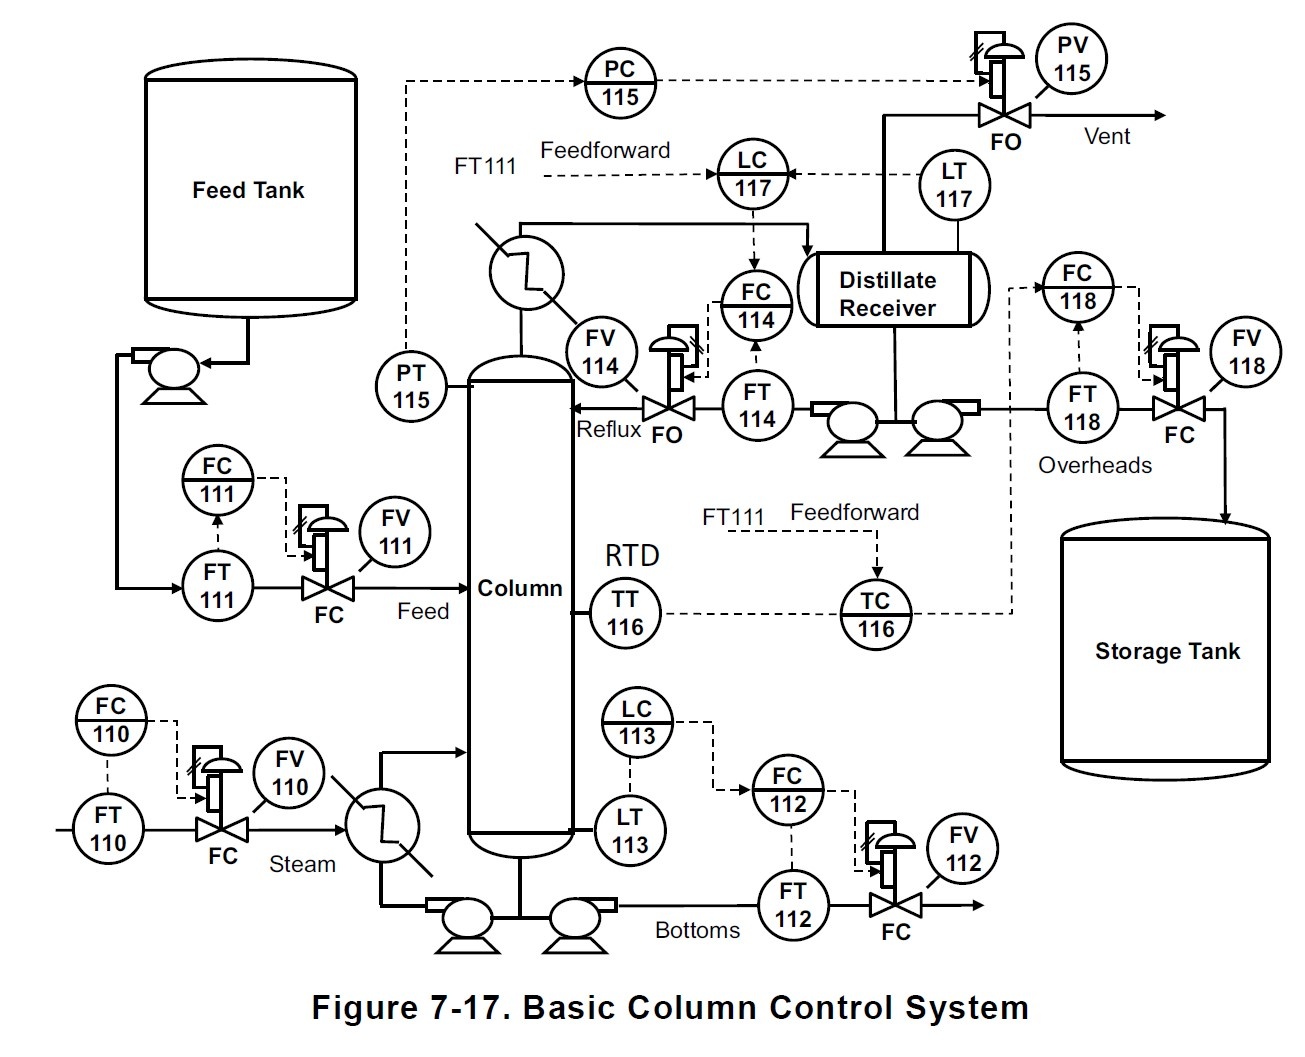 PV
115
PC
115
FO
Vent
Feedforward
FT111
LC
117
LT
117
Feed Tank
Distillate
Receiver
FC
118
FC
114
FV
114
FV
118
PT
115
FT
114
FT
118
Reflux
FO
FC
Overheads
FC
111
FV
111
FT111
Feedforward
RTD
FT
111
FC
Feed
Column
TT
116
TC
116
Storage Tank
FC
110
LC
113
FV
110
FC
112
FT
110
FC
Steam
LT
113
FV
112
FT
112
Bottoms
FC
Figure 7-17. Basic Column Control System